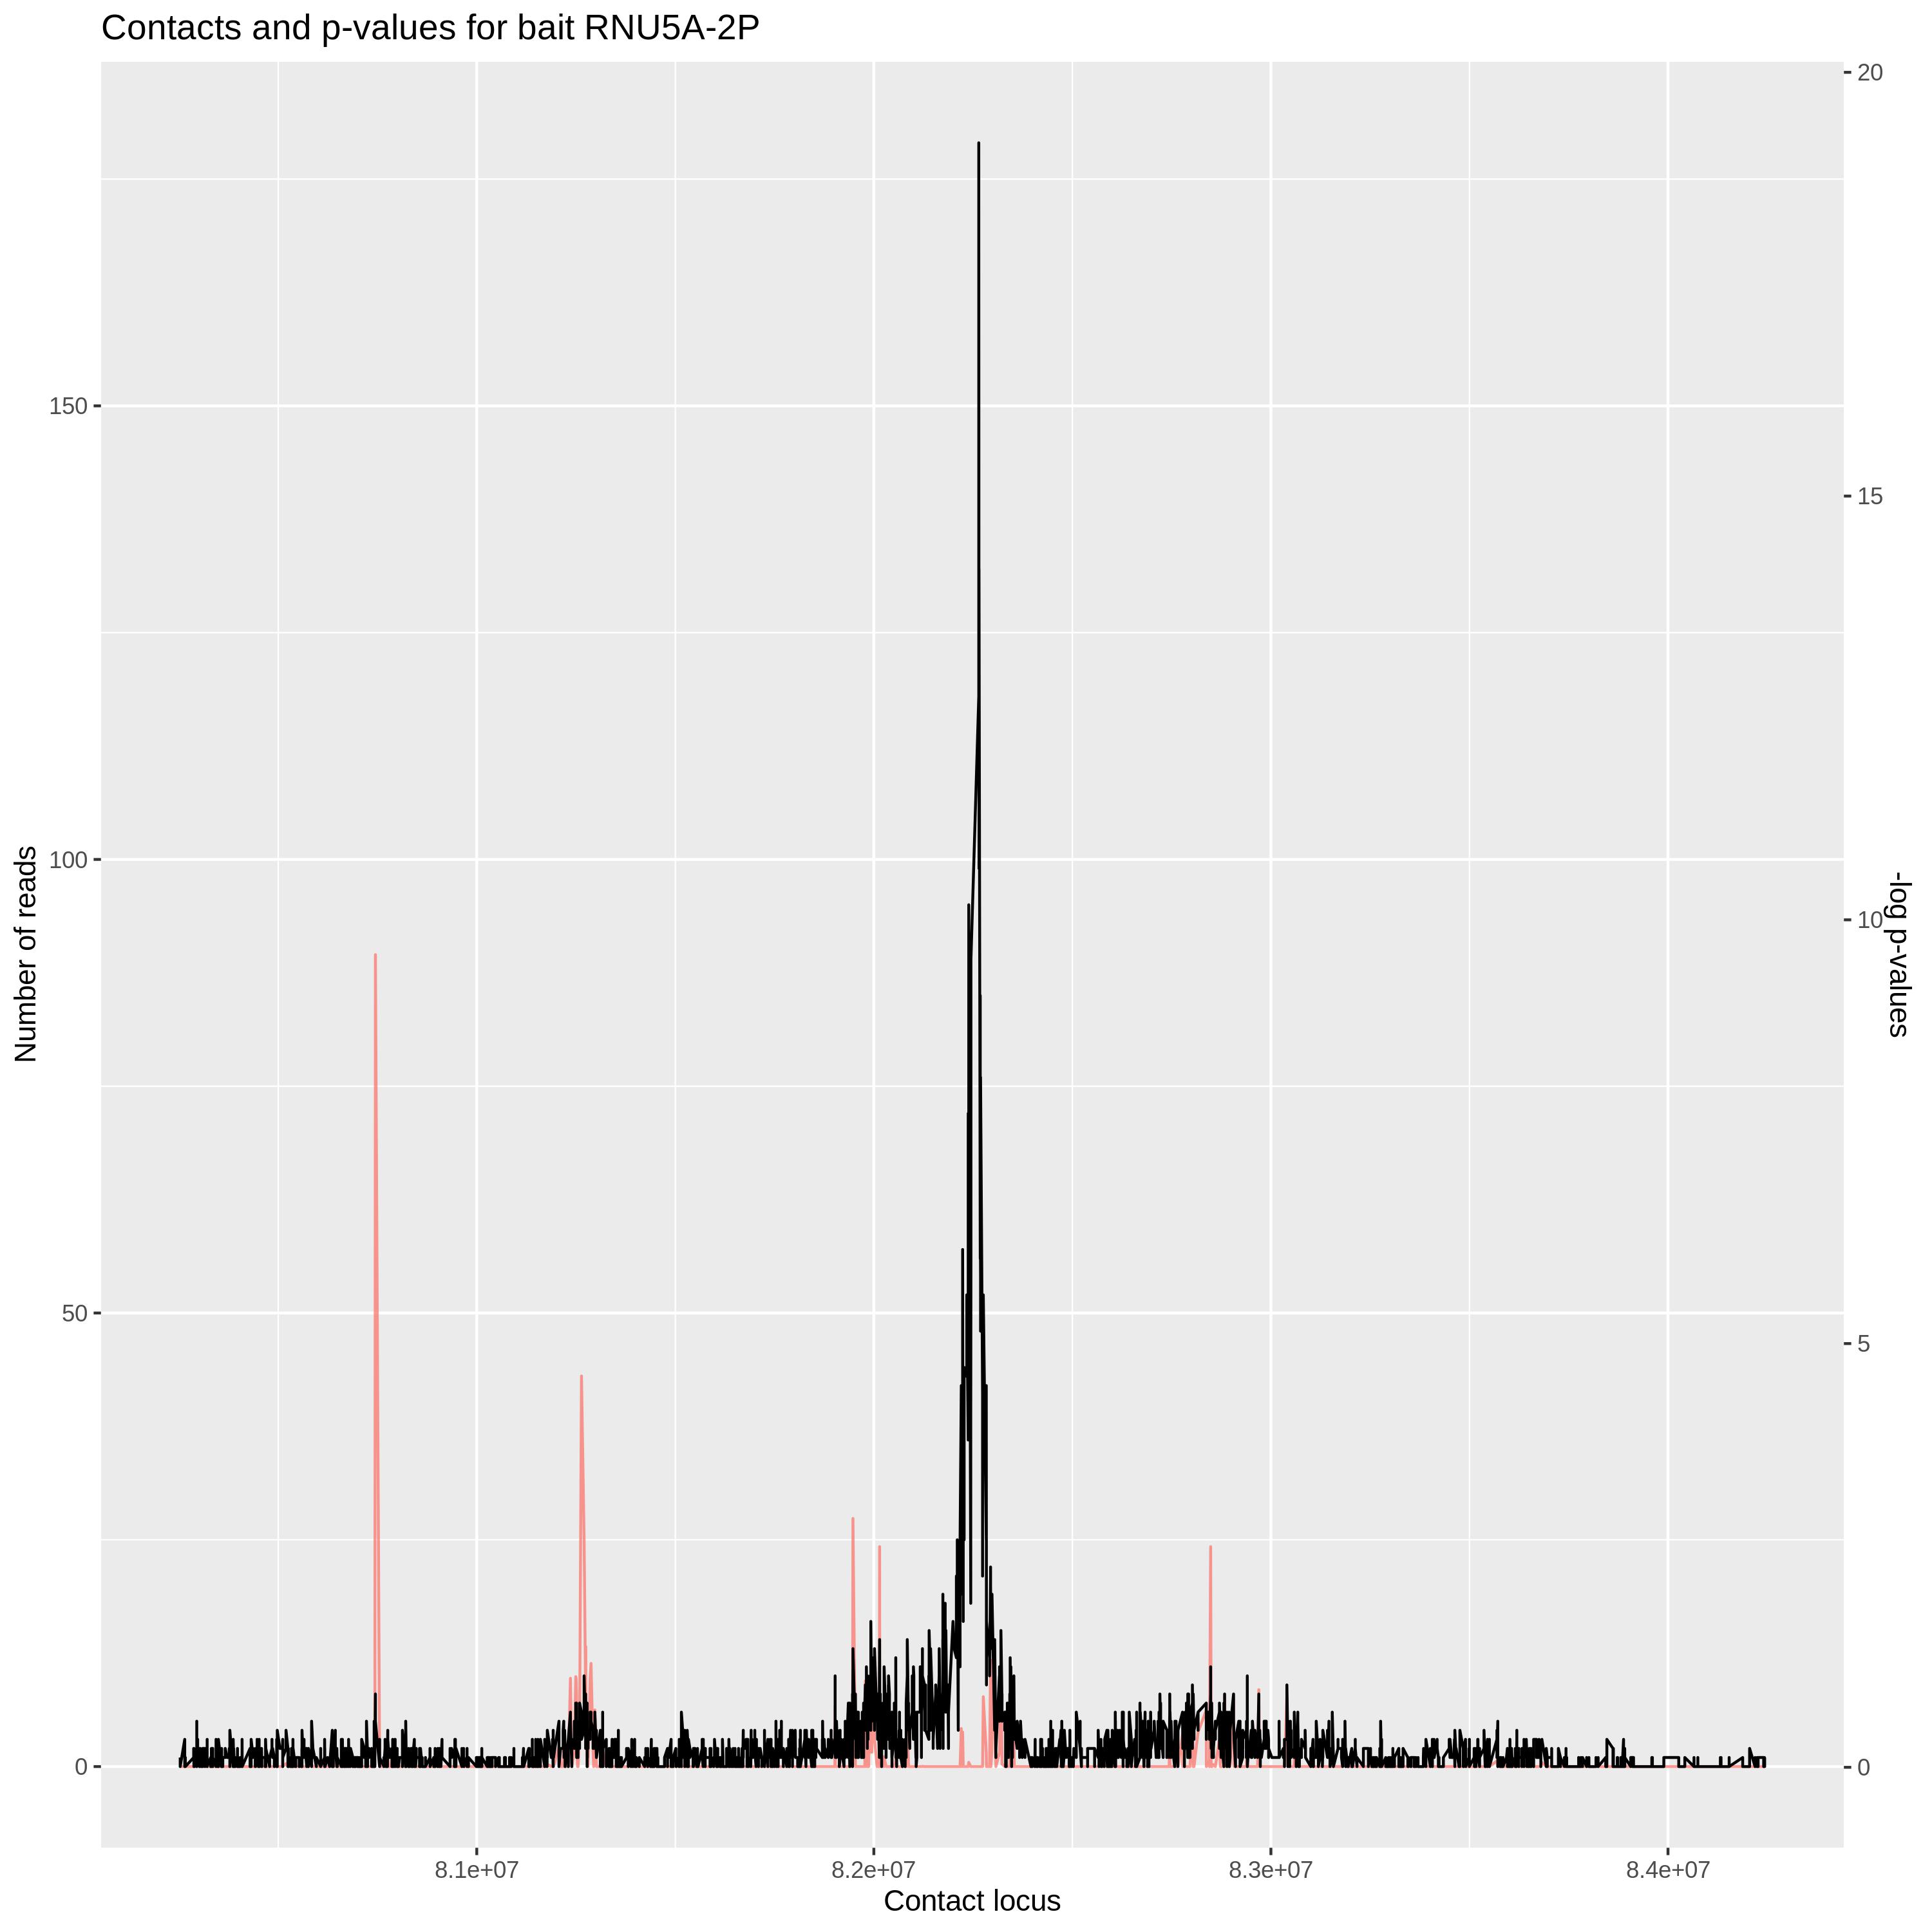 Contacts and p-values for bait RNU5A-2P
20
15
10
5
0
-log p-values
150
100
50
0
Number of reads
8.1e+07
8.2e+07
8.3e+07
8.4e+07
Contact locus